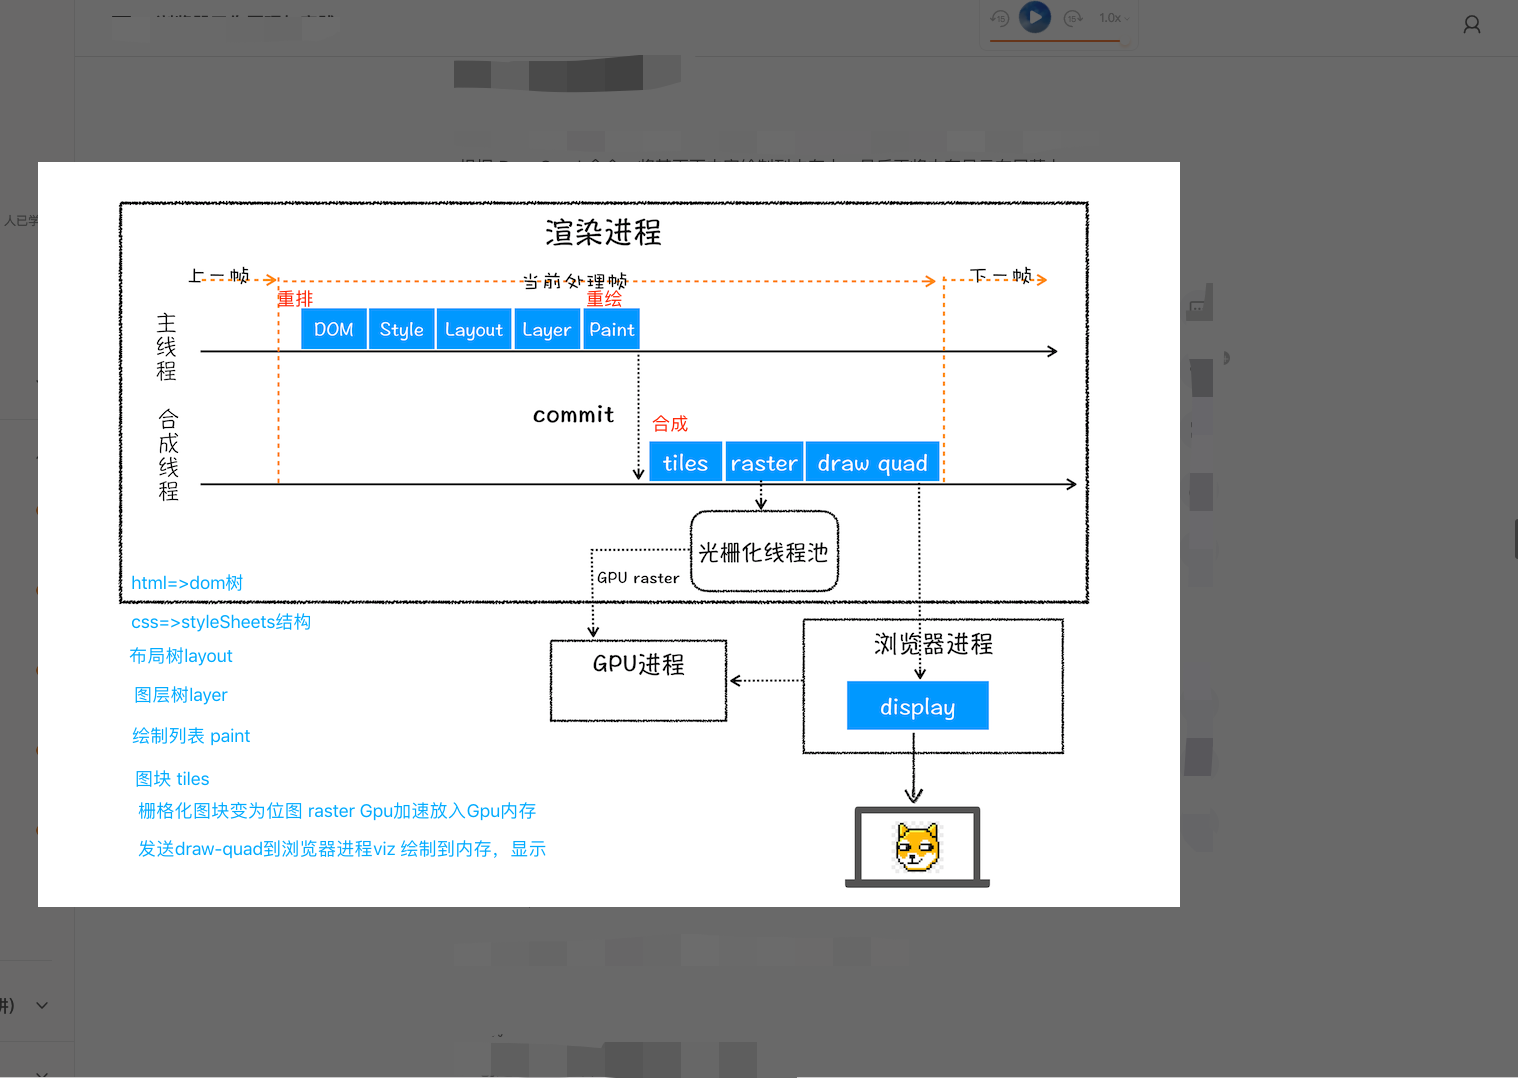 1.0x
人已学
渲染进程
上一帧
当前处理帧
下一帧
重排
重绘
主线程
DOM
Style
Layout
Layer
Paint
commit
合成
合成线程
tiles
raster
draw quad
光栅化线程池
GPU raster
html=>dom树
css=>styleSheets结构
布局树layout
图层树layer
绘制列表 paint
图块 tiles
栅格化图块变为位图 raster Gpu加速放入Gpu内存
发送draw-quad到浏览器进程viz 绘制到内存，显示
GPU进程
浏览器进程
display
讲)